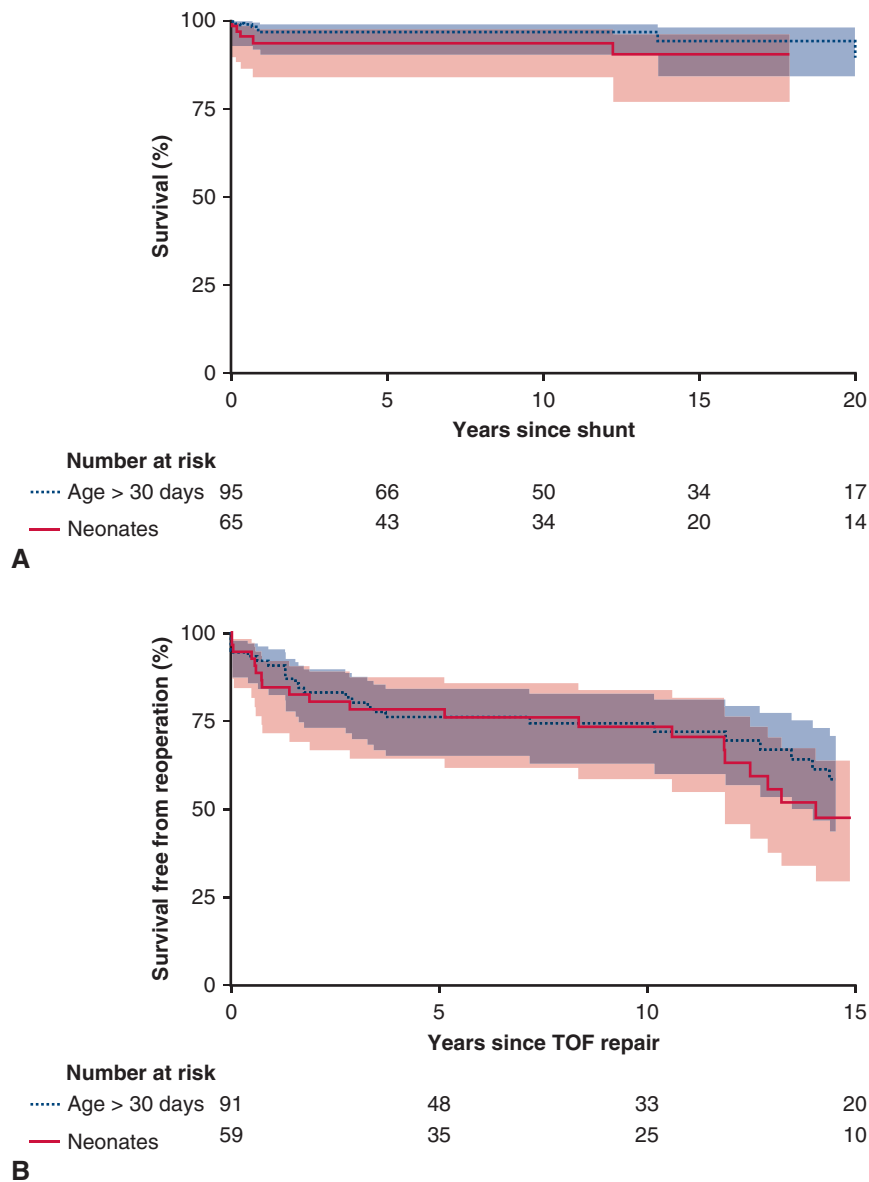 100
75
50
25
0
Survival (%)
0 5 10 15 20
Years since shunt
Number at risk
Age > 30 days 95 66 50 34 17
Neonates 65 43 34 20 14
A
100
75
50
25
0
Survival free from reoperation (%)
0 5 10 15
Years since TOF repair
Number at risk
Age > 30 days 91 48 33 20
Neonates 59 35 25 10
B